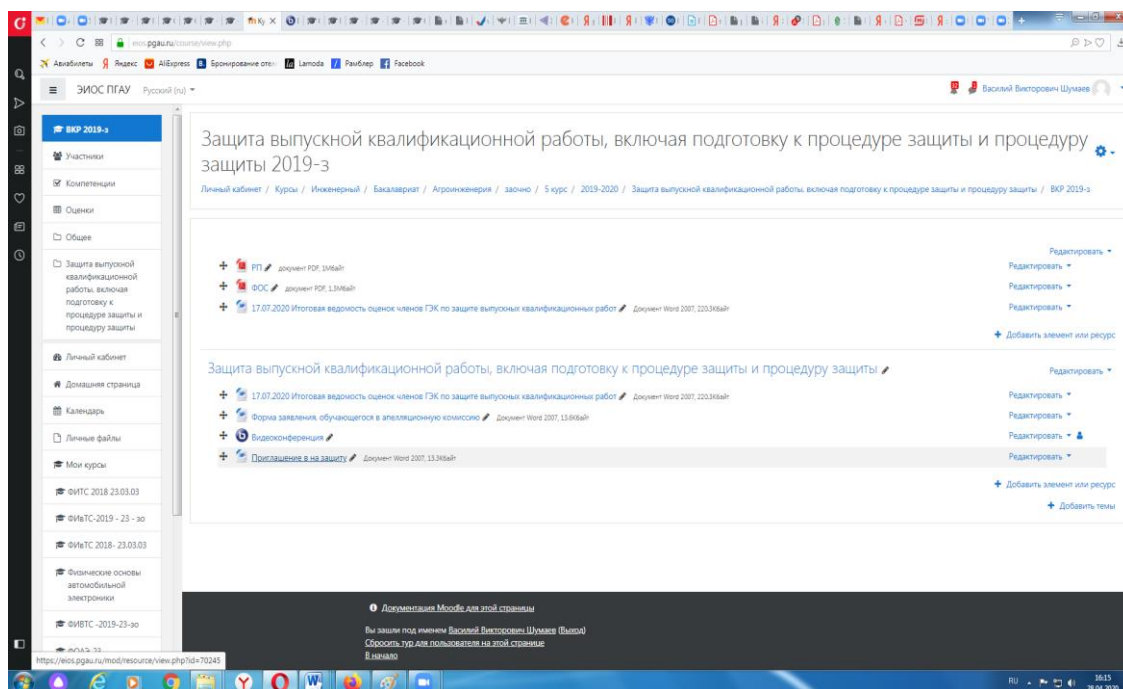 eios.pgau.ru/course/view.php
Авиабилеты Яндекс AliExpress Бронирование отел Lamoda Рамблер Facebook
ЭИОС ПГАУ Русский (ru)
Василий Викторович Шумаев
ВКР 2019-з
Участники
Компетенции
Оценки
Общее
Защита выпускной
квалификационной
работы, включая
подготовку к
процедуре защиты и
процедуру защиты
Личный кабинет
Домашняя страница
Календарь
Личные файлы
Мои курсы
ФИТС 2018 23.03.03
ФИвТС-2019 - 23 - зо
ФИвТС 2018- 23.03.03
Физические основы
автомобильной
электроники
ФИВТС -2019-23-зо
Защита выпускной квалификационной работы, включая подготовку к процедуре защиты и процедуру
защиты 2019-з
Личный кабинет / Курсы / Инженерный / Бакалавриат / Агроинженерия / заочно / 5 курс / 2019-2020 / Защита выпускной квалификационной работы, включая подготовку к процедуре защиты и процедуру защиты / ВКР 2019-з
Редактировать
РП документ PDF, 1Мбайт Редактировать
ФОС документ PDF, 1.3Мбайт Редактировать
17.07.2020 Итоговая ведомость оценок членов ГЭК по защите выпускных квалификационных работ Документ Word 2007, 220.3Кбайт Редактировать
Добавить элемент или ресурс
Защита выпускной квалификационной работы, включая подготовку к процедуре защиты и процедуру защиты Редактировать
17.07.2020 Итоговая ведомость оценок членов ГЭК по защите выпускных квалификационных работ Документ Word 2007, 220.3Кбайт Редактировать
Форма заявления, обучающегося в апелляционную комиссию Документ Word 2007, 13.6Кбайт Редактировать
Видеоконференция Редактировать
Приглашение в на защиту Документ Word 2007, 13.3Кбайт Редактировать
Добавить элемент или ресурс
Добавить темы
Документация Moodle для этой страницы
Вы зашли под именем Василий Викторович Шумаев (Выход)
Сбросить тур для пользователя на этой странице
В начало
https://eios.pgau.ru/mod/resource/view.php?id=70245
RU
16:15
28.04.2020